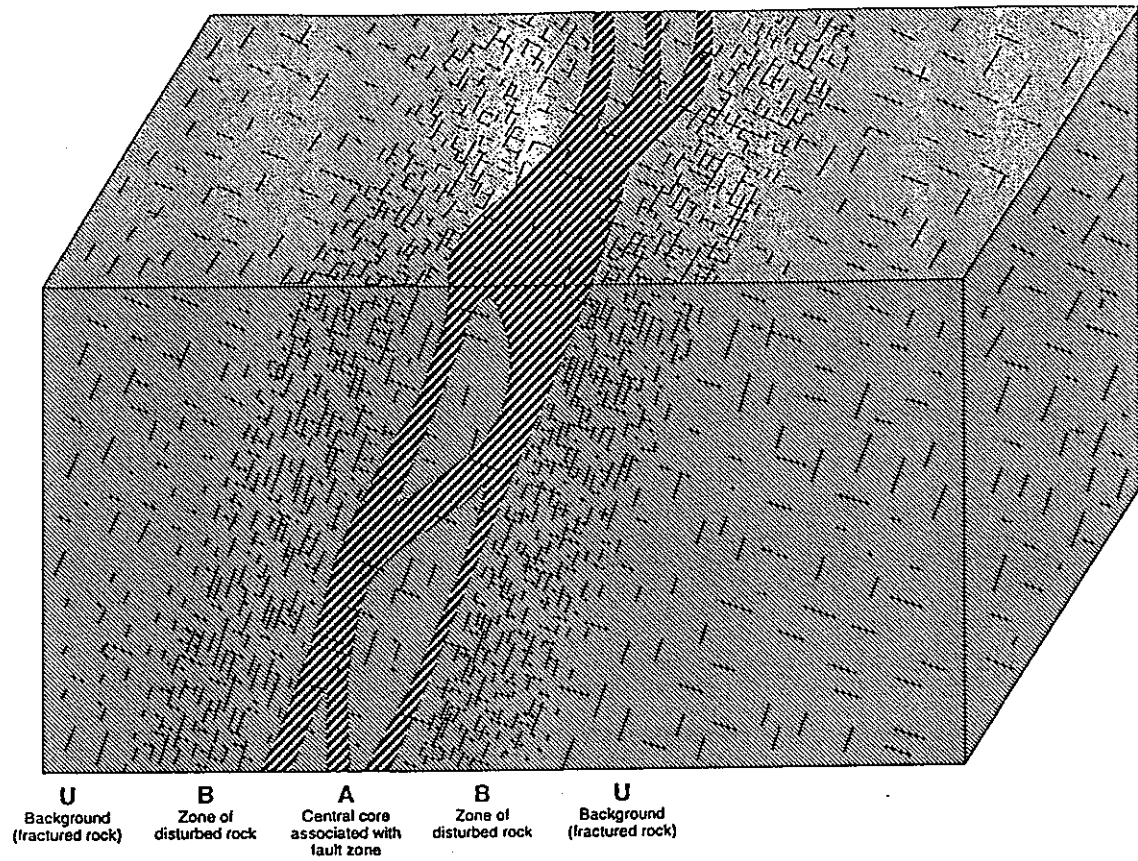 U
Background
(fractured rock)
B
Zone of
disturbed rock
A
Central core
associated with
fault zone
B
Zone of
disturbed rock
U
Background
(fractured rock)